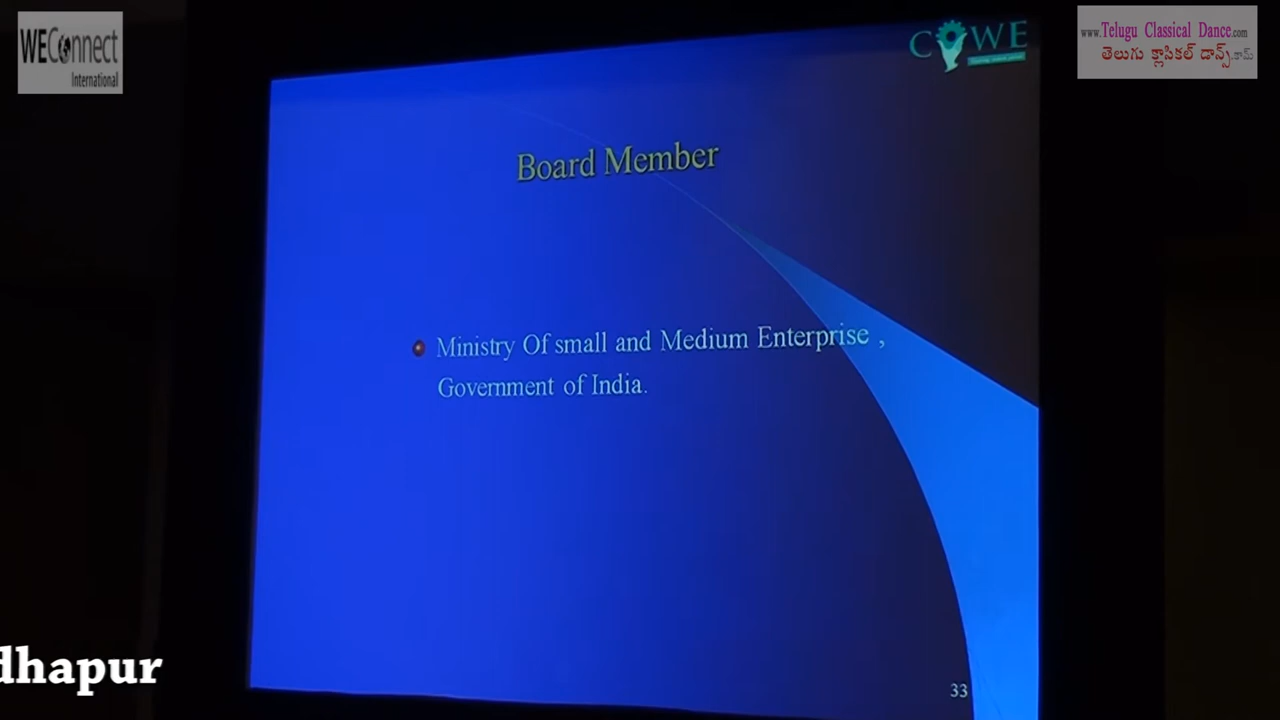 WEConnect
International
www.Telugu Classical Dance.com
తెలుగు క్లాసికల్ డాన్స్.కామ్
COWE
Board Member
Ministry Of small and Medium Enterprise ,
Government of India.
33
dhapur